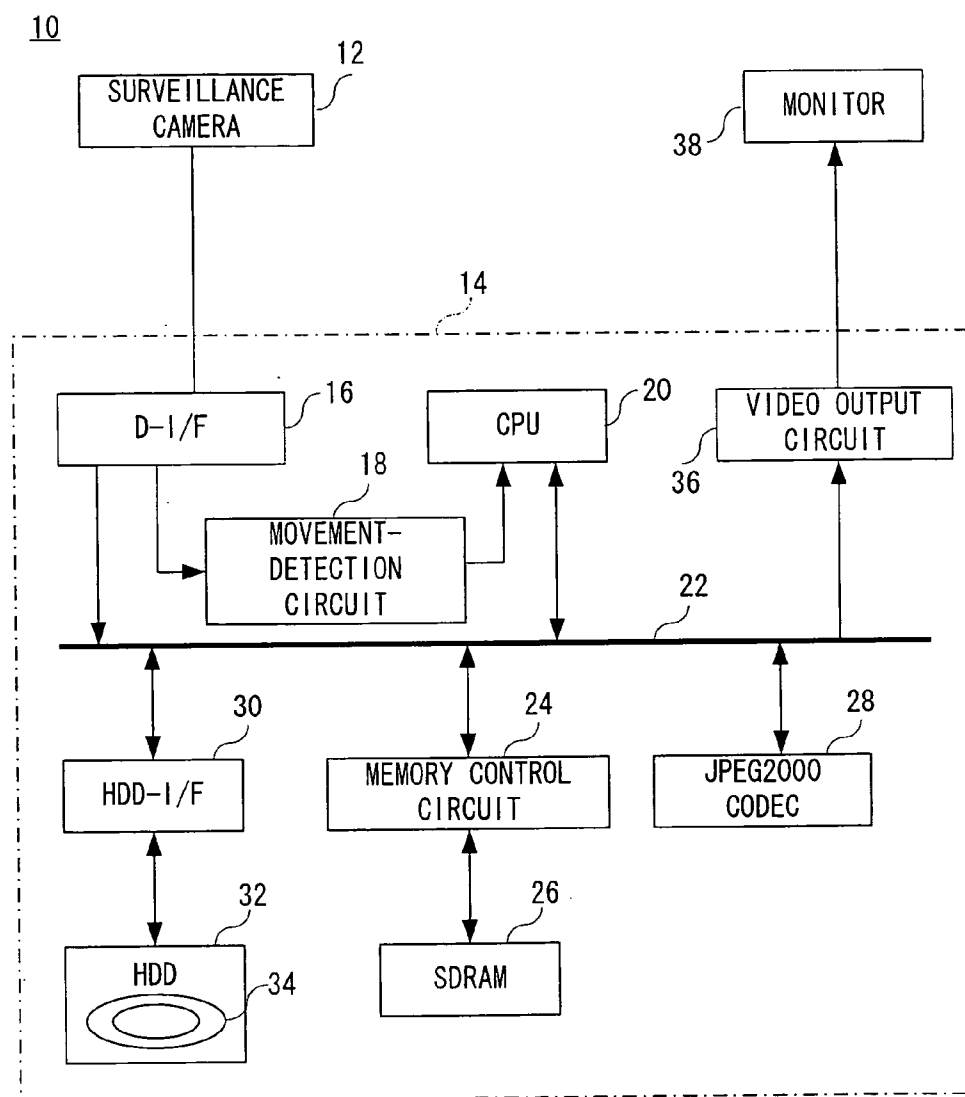 10
12
SURVEILLANCE
CAMERA
MONITOR
38
14
16
D-I/F
20
CPU
VIDEO OUTPUT
CIRCUIT
36
18
MOVEMENT-
DETECTION
CIRCUIT
22
30
HDD-I/F
24
MEMORY CONTROL
CIRCUIT
28
JPEG2000
CODEC
32
HDD
34
26
SDRAM